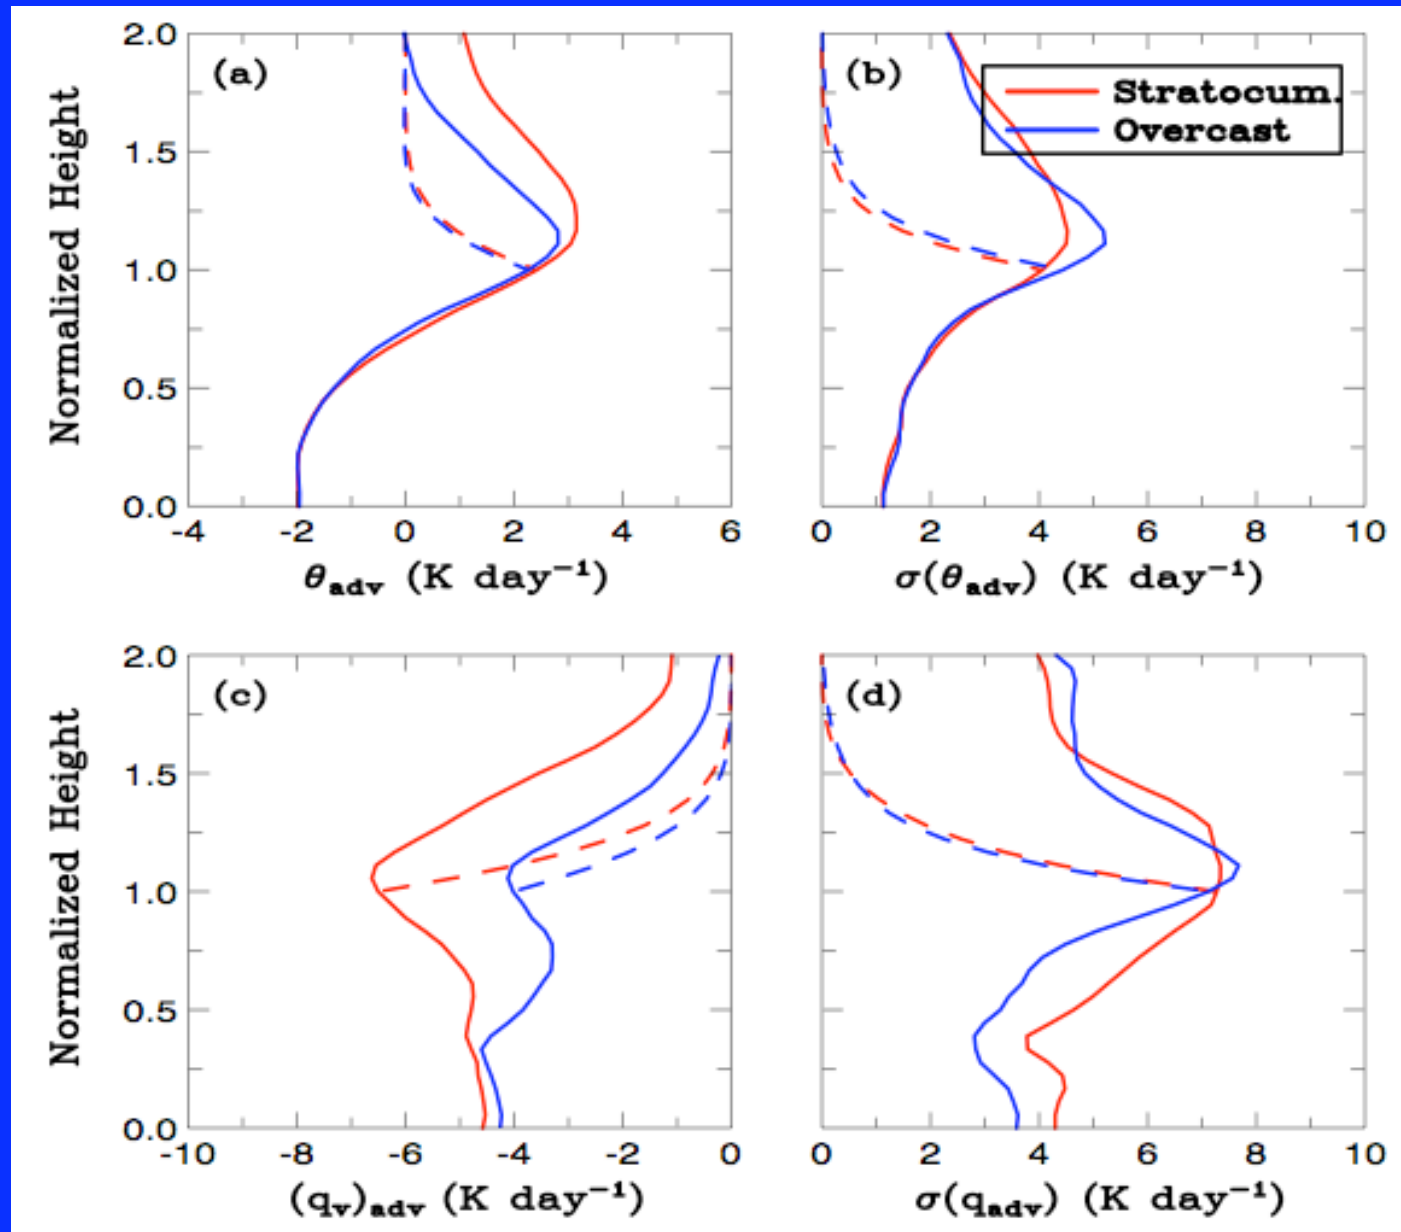 2.0
1.5
1.0
0.5
0.0
Normalized Height
(a)
-4 -2 0 2 4 6
θadv (K day⁻¹)
(b)
Stratocum.
Overcast
0 2 4 6 8 10
σ(θadv) (K day⁻¹)
2.0
1.5
1.0
0.5
0.0
Normalized Height
(c)
-10 -8 -6 -4 -2 0
(qv)adv (K day⁻¹)
(d)
0 2 4 6 8 10
σ(qadv) (K day⁻¹)